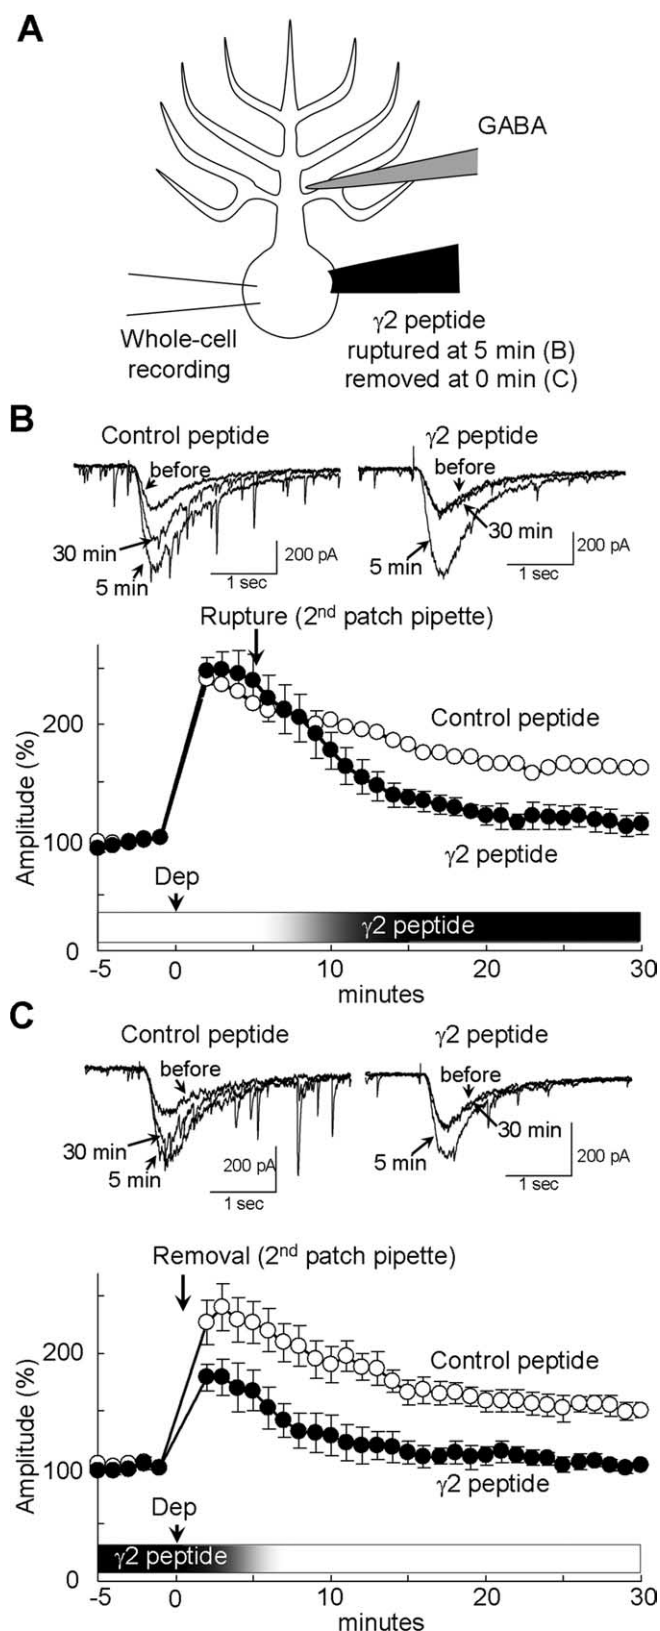 A
GABA
Whole-cell
recording
γ2 peptide
ruptured at 5 min (B)
removed at 0 min (C)
B
Control peptide
γ2 peptide
before
before
30 min
30 min
5 min
5 min
200 pA
200 pA
1 sec
1 sec
Rupture (2nd patch pipette)
200
Control peptide
Amplitude (%)
100
γ2 peptide
Dep
γ2 peptide
0
-5 0 10 20 30
minutes
C
Control peptide
γ2 peptide
before
before
30 min
30 min
5 min
5 min
200 pA
200 pA
1 sec
1 sec
Removal (2nd patch pipette)
200
Control peptide
Amplitude (%)
100
γ2 peptide
Dep
γ2 peptide
0
-5 0 10 20 30
minutes